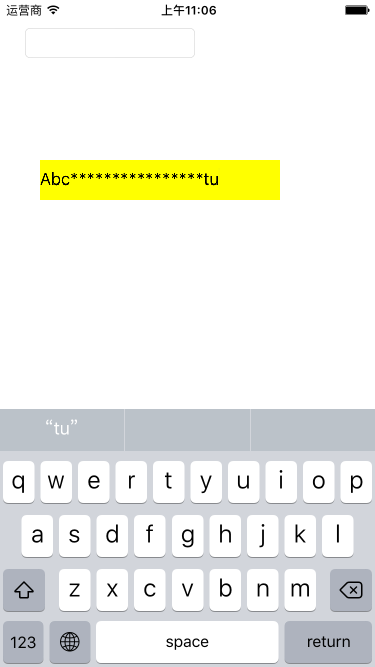 运营商 上午11:06
Abc****************tu
“tu”
q w e r t y u i o p
a s d f g h j k l
z x c v b n m
123 space return